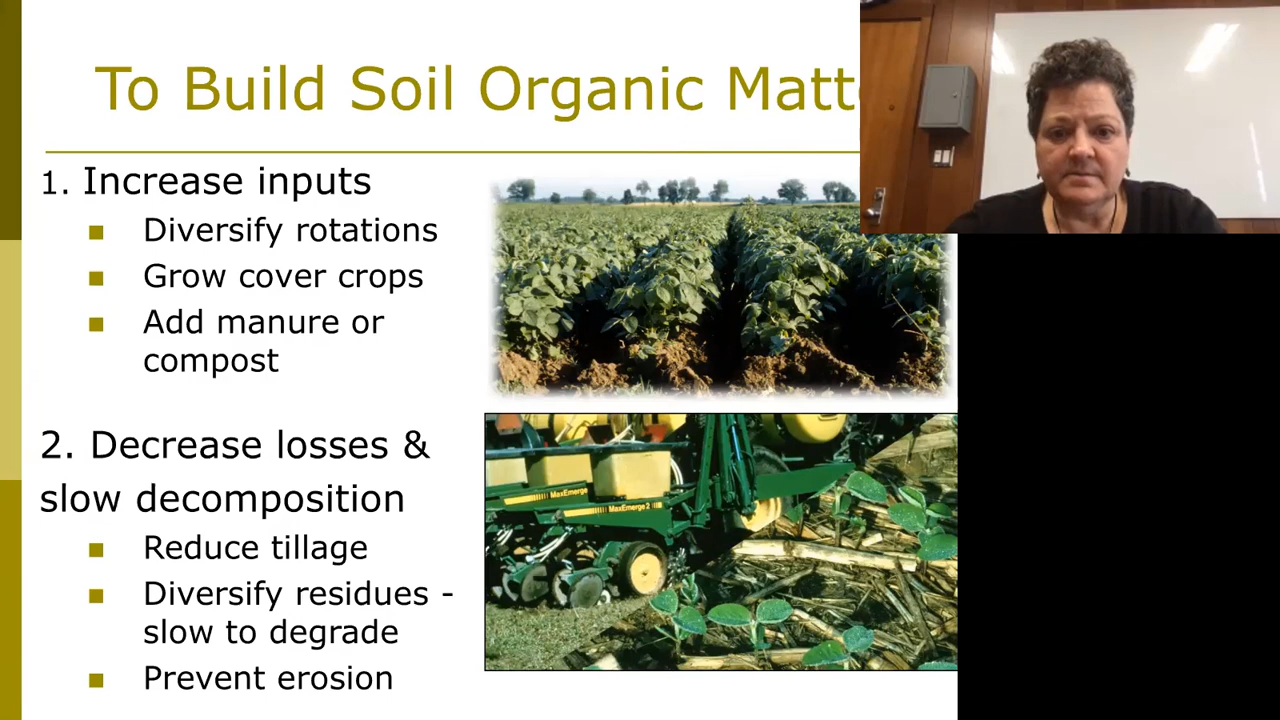 To Build Soil Organic Matt
1. Increase inputs
Diversify rotations
Grow cover crops
Add manure or
compost
2. Decrease losses &
slow decomposition
Reduce tillage
Diversify residues -
slow to degrade
Prevent erosion
MaxEmerge
MaxEmerge 2